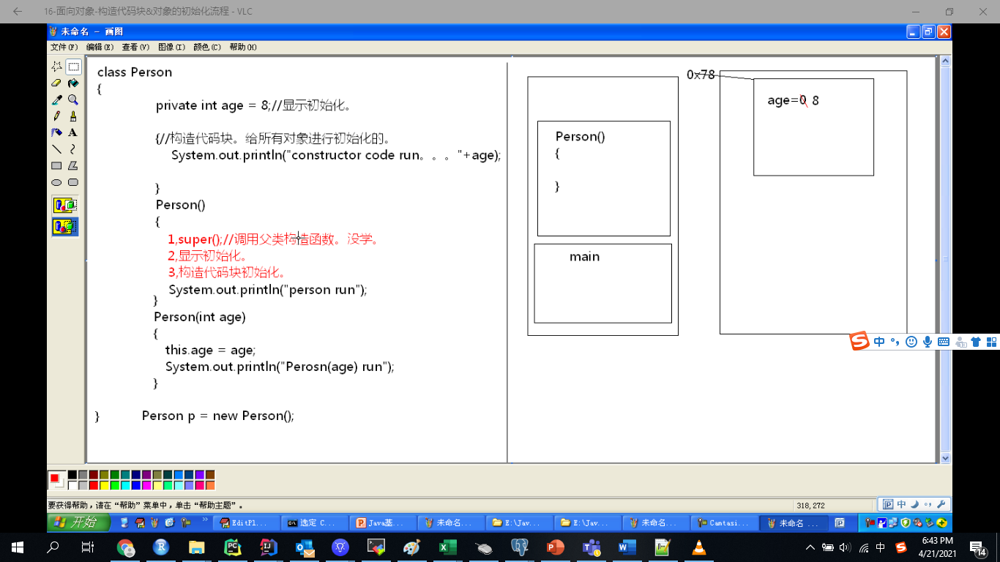 16-面向对象-构造代码块&对象的初始化流程 - VLC
未命名 - 画图
文件(F) 编辑(E) 查看(V) 图像(I) 颜色(C) 帮助(H)
class Person
{
private int age = 8;//显示初始化。
{//构造代码块。给所有对象进行初始化的。
System.out.println("constructor code run。。。"+age);
}
Person()
{
1,super();//调用父类构造函数。没学。
2,显示初始化。
3,构造代码块初始化。
System.out.println("person run");
}
Person(int age)
{
this.age = age;
System.out.println("Perosn(age) run");
}
} Person p = new Person();
Person()
{
}
main
0x78
age=0 8
中
要获得帮助，请在“帮助”菜单中，单击“帮助主题”。
318, 272
中
开始
EditPl...
选定 C...
Java基...
未命名...
E:\Jav...
E:\Jav...
未命名...
Camtasi...
未命名 ...
中
6:43 PM
4/21/2021
14